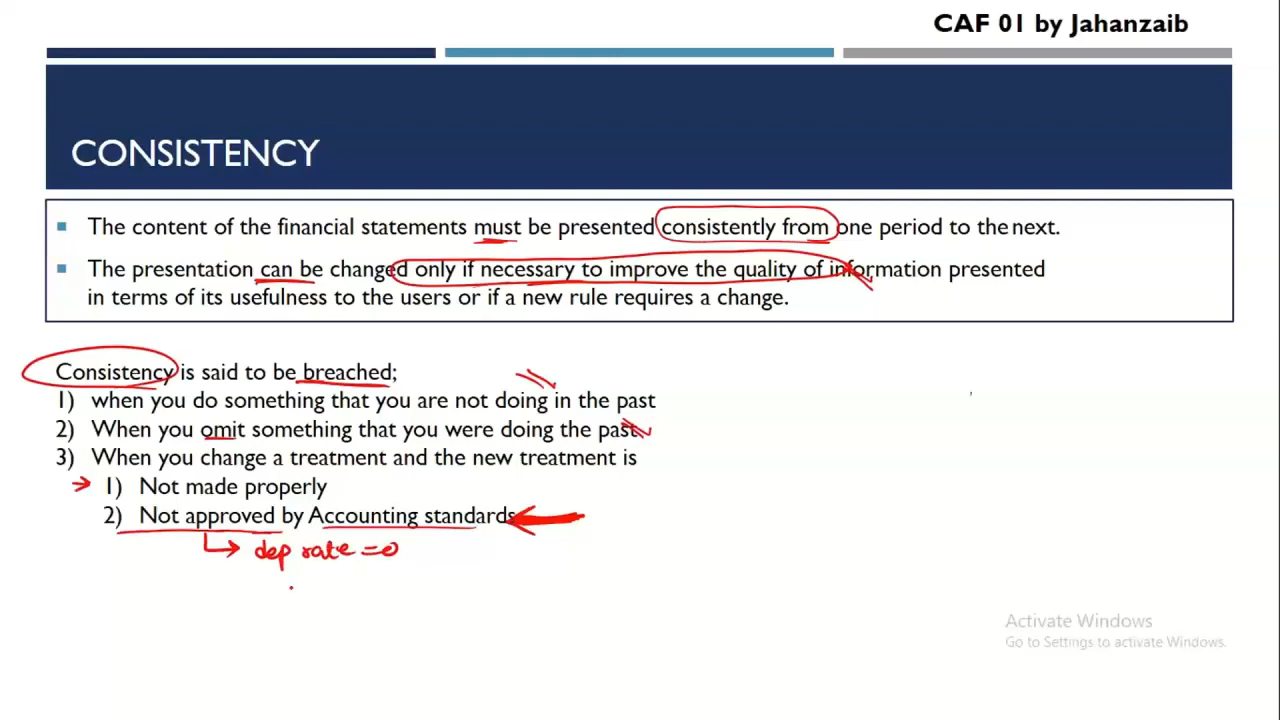 CAF 01 by Jahanzaib
CONSISTENCY
The content of the financial statements must be presented consistently from one period to the next.
The presentation can be changed only if necessary to improve the quality of information presented
in terms of its usefulness to the users or if a new rule requires a change.
Consistency is said to be breached;
1) when you do something that you are not doing in the past
2) When you omit something that you were doing the past.
3) When you change a treatment and the new treatment is
1) Not made properly
2) Not approved by Accounting standards
dep rate = 0
Activate Windows
Go to Settings to activate Windows.